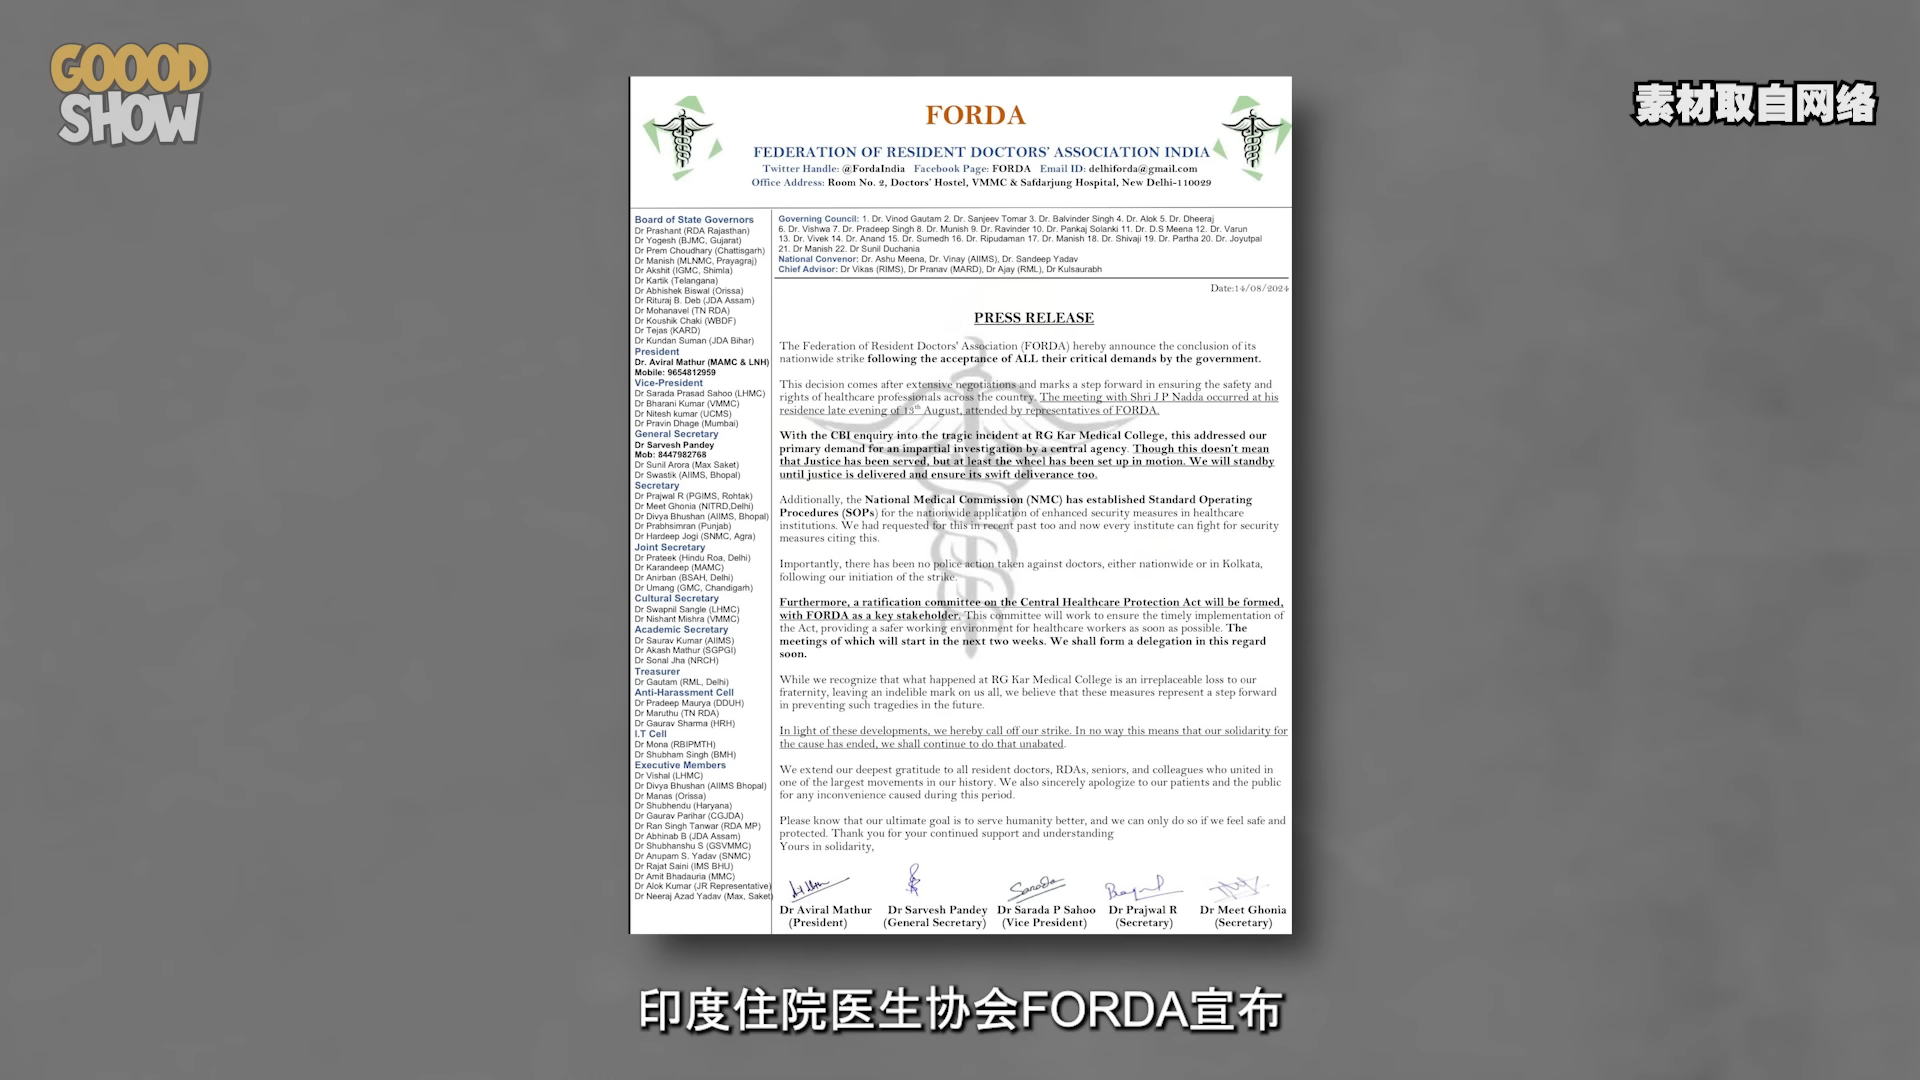 GOOOD
SHOW
素材取自网络
FORDA
FEDERATION OF RESIDENT DOCTORS' ASSOCIATION INDIA
Twitter Handle: @FordaIndia Facebook Page: FORDA Email ID: delhiforda@gmail.com
Office Address: Room No. 2, Doctors' Hostel, VMMC & Safdarjung Hospital, New Delhi-110029
Board of State Governors
Dr Prashant (RDA Rajasthan)
Dr Yogesh (BJMC, Gujarat)
Dr Prem Choudhary (Chattisgarh)
Dr Manish (MLNMC, Prayagraj)
Dr Akshit (IGMC, Shimla)
Dr Kartik (Telangana)
Dr Abhishek Biswal (Orissa)
Dr Rituraj B. Deb (JDA Assam)
Dr Mohanavel (TN RDA)
Dr Koushik Chaki (WBDF)
Dr Tejas (KARD)
Dr Kundan Suman (JDA Bihar)
President
Dr. Aviral Mathur (MAMC & LNH)
Mobile: 9654812959
Vice-President
Dr Sarada Prasad Sahoo (LHMC)
Dr Bharani Kumar (VMMC)
Dr Nitesh kumar (UCMS)
Dr Pravin Dhage (Mumbai)
General Secretary
Dr Sarvesh Pandey
Mob: 8447982768
Dr Sunil Arora (Max Saket)
Dr Swastik (AIIMS, Bhopal)
Secretary
Dr Prajwal R (PGIMS, Rohtak)
Dr Meet Ghonia (NITRD,Delhi)
Dr Divya Bhushan (AIIMS, Bhopal)
Dr Prabhsimran (Punjab)
Dr Hardeep Jogi (SNMC, Agra)
Joint Secretary
Dr Prateek (Hindu Roa, Delhi)
Dr Karandeep (MAMC)
Dr Anirban (BSAH, Delhi)
Dr Umang (GMC, Chandigarh)
Cultural Secretary
Dr Swapnil Sangle (LHMC)
Dr Nishant Mishra (VMMC)
Academic Secretary
Dr Saurav Kumar (AIIMS)
Dr Akash Mathur (SGPGI)
Dr Sonal Jha (NRCH)
Treasurer
Dr Gautam (RML, Delhi)
Anti-Harassment Cell
Dr Pradeep Maurya (DDUH)
Dr Maruthu (TN RDA)
Dr Gaurav Sharma (HRH)
I.T Cell
Dr Mona (RBIPMTH)
Dr Shubham Singh (BMH)
Executive Members
Dr Vishal (LHMC)
Dr Divya Bhushan (AIIMS Bhopal)
Dr Manas (Orissa)
Dr Shubhendu (Haryana)
Dr Gaurav Parihar (CGJDA)
Dr Ran Singh Tanwar (RDA MP)
Dr Abhinab B (JDA Assam)
Dr Shubhanshu S (GSVMMC)
Dr Anupam S. Yadav (SNMC)
Dr Rajat Saini (IMS BHU)
Dr Amit Bhadauria (MMC)
Dr Alok Kumar (JR Representative)
Dr Neeraj Azad Yadav (Max, Saket)
Governing Council: 1. Dr. Vinod Gautam 2. Dr. Sanjeev Tomar 3. Dr. Balvinder Singh 4. Dr. Alok 5. Dr. Dheeraj
6. Dr. Vishwa 7. Dr. Pradeep Singh 8. Dr. Munish 9. Dr. Ravinder 10. Dr. Pankaj Solanki 11. Dr. D.S Meena 12. Dr. Varun
13. Dr. Vivek 14. Dr. Anand 15. Dr. Sumedh 16. Dr. Ripudaman 17. Dr. Manish 18. Dr. Shivaji 19. Dr. Partha 20. Dr. Joyutpal
21. Dr Manish 22. Dr Sunil Duchania
National Convenor: Dr. Ashu Meena, Dr. Vinay (AIIMS), Dr. Sandeep Yadav
Chief Advisor: Dr Vikas (RIMS), Dr Pranav (MARD), Dr Ajay (RML), Dr Kulsaurabh
Date:14/08/2024
PRESS RELEASE
The Federation of Resident Doctors' Association (FORDA) hereby announce the conclusion of its
nationwide strike following the acceptance of ALL their critical demands by the government.
This decision comes after extensive negotiations and marks a step forward in ensuring the safety and
rights of healthcare professionals across the country. The meeting with Shri J P Nadda occurred at his
residence late evening of 13th August, attended by representatives of FORDA.
With the CBI enquiry into the tragic incident at RG Kar Medical College, this addressed our
primary demand for an impartial investigation by a central agency. Though this doesn't mean
that Justice has been served, but at least the wheel has been set up in motion. We will standby
until justice is delivered and ensure its swift deliverance too.
Additionally, the National Medical Commission (NMC) has established Standard Operating
Procedures (SOPs) for the nationwide application of enhanced security measures in healthcare
institutions. We had requested for this in recent past too and now every institute can fight for security
measures citing this.
Importantly, there has been no police action taken against doctors, either nationwide or in Kolkata,
following our initiation of the strike.
Furthermore, a ratification committee on the Central Healthcare Protection Act will be formed,
with FORDA as a key stakeholder. This committee will work to ensure the timely implementation of
the Act, providing a safer working environment for healthcare workers as soon as possible. The
meetings of which will start in the next two weeks. We shall form a delegation in this regard
soon.
While we recognize that what happened at RG Kar Medical College is an irreplaceable loss to our
fraternity, leaving an indelible mark on us all, we believe that these measures represent a step forward
in preventing such tragedies in the future.
In light of these developments, we hereby call off our strike. In no way this means that our solidarity for
the cause has ended, we shall continue to do that unabated.
We extend our deepest gratitude to all resident doctors, RDAs, seniors, and colleagues who united in
one of the largest movements in our history. We also sincerely apologize to our patients and the public
for any inconvenience caused during this period.
Please know that our ultimate goal is to serve humanity better, and we can only do so if we feel safe and
protected. Thank you for your continued support and understanding
Yours in solidarity,
Dr Aviral Mathur Dr Sarvesh Pandey Dr Sarada P Sahoo Dr Prajwal R Dr Meet Ghonia
(President) (General Secretary) (Vice President) (Secretary) (Secretary)
印度住院医生协会FORDA宣布